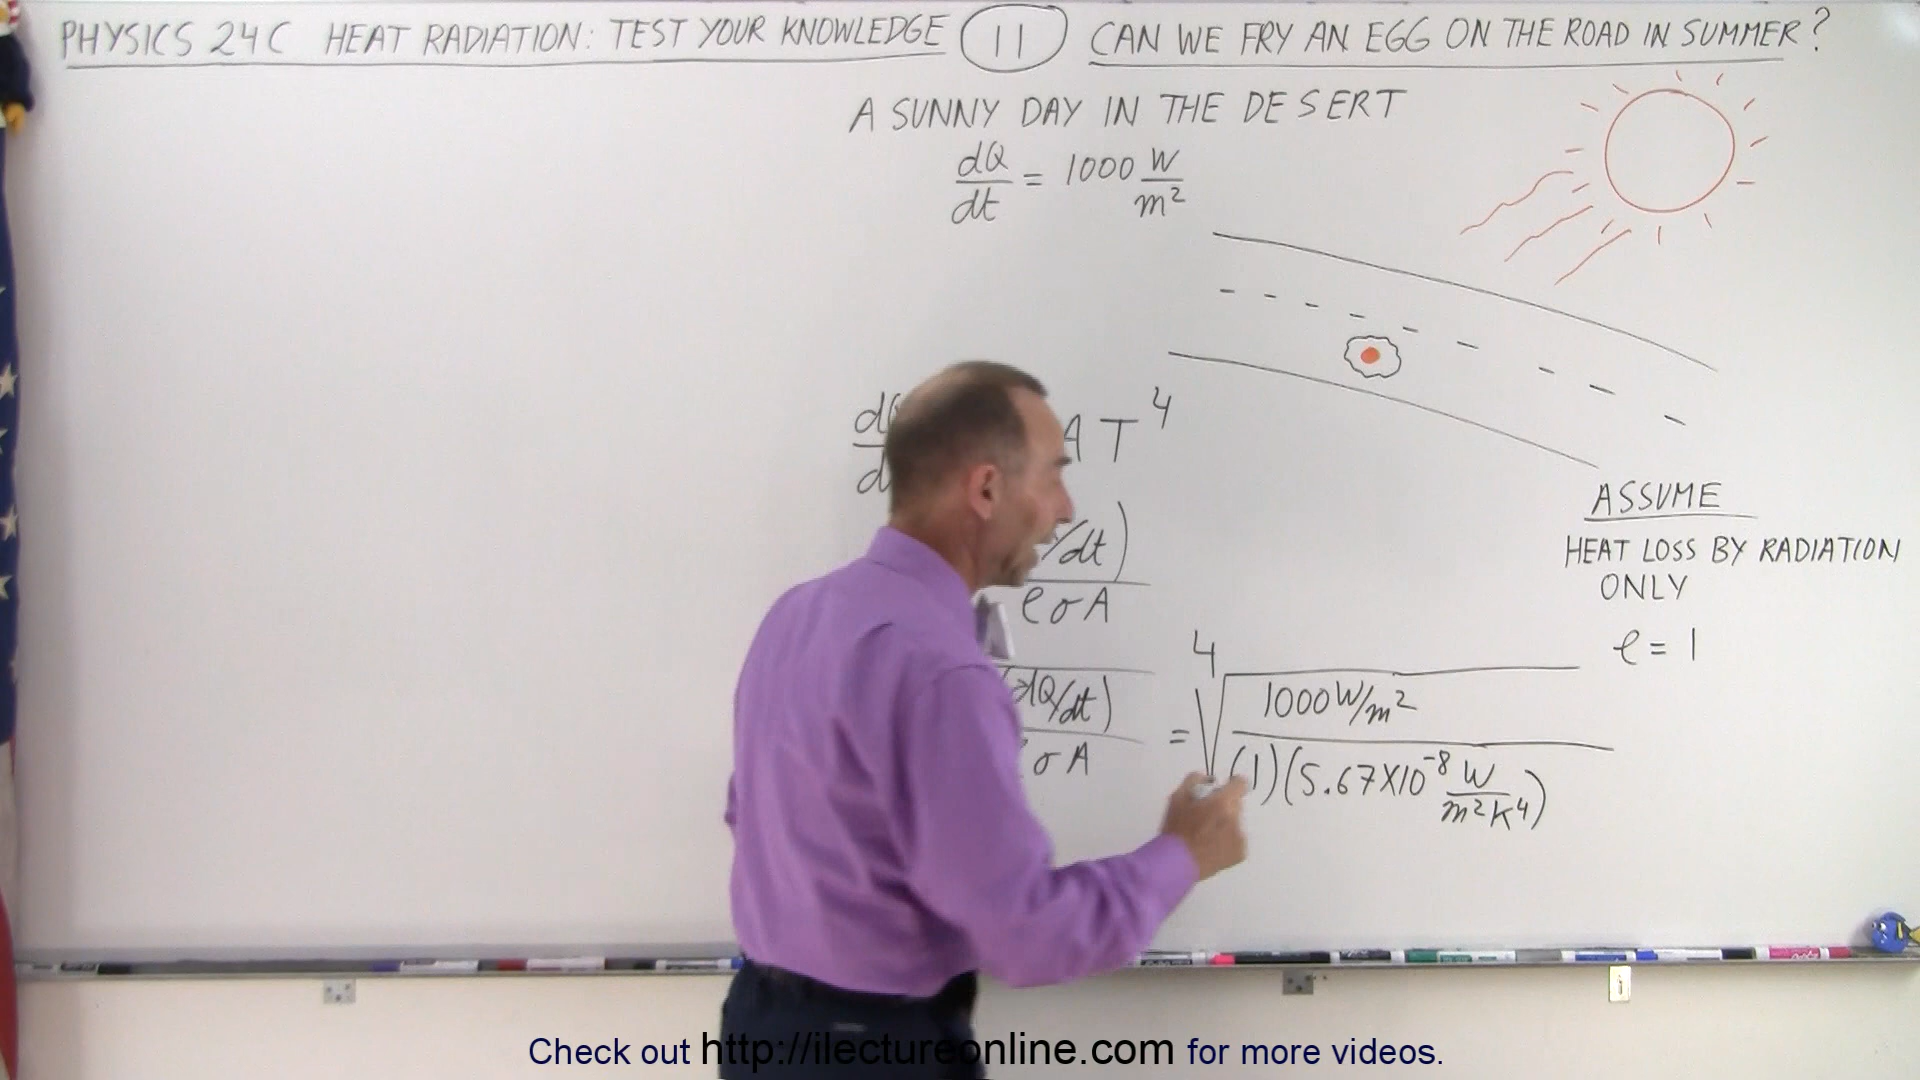 PHYSICS 24C HEAT RADIATION: TEST YOUR KNOWLEDGE 11 CAN WE FRY AN EGG ON THE ROAD IN SUMMER?
A SUNNY DAY IN THE DESERT
dQ/dt = 1000 W/m²
A T⁴
/dt)
eσA
ASSUME
HEAT LOSS BY RADIATION
ONLY
e = 1
dQ/dt)
σA
= ⁴√ 1000 W/m²
(1)(5.67X10⁻⁸ W/m²K⁴)
Check out http://ilectureonline.com for more videos.